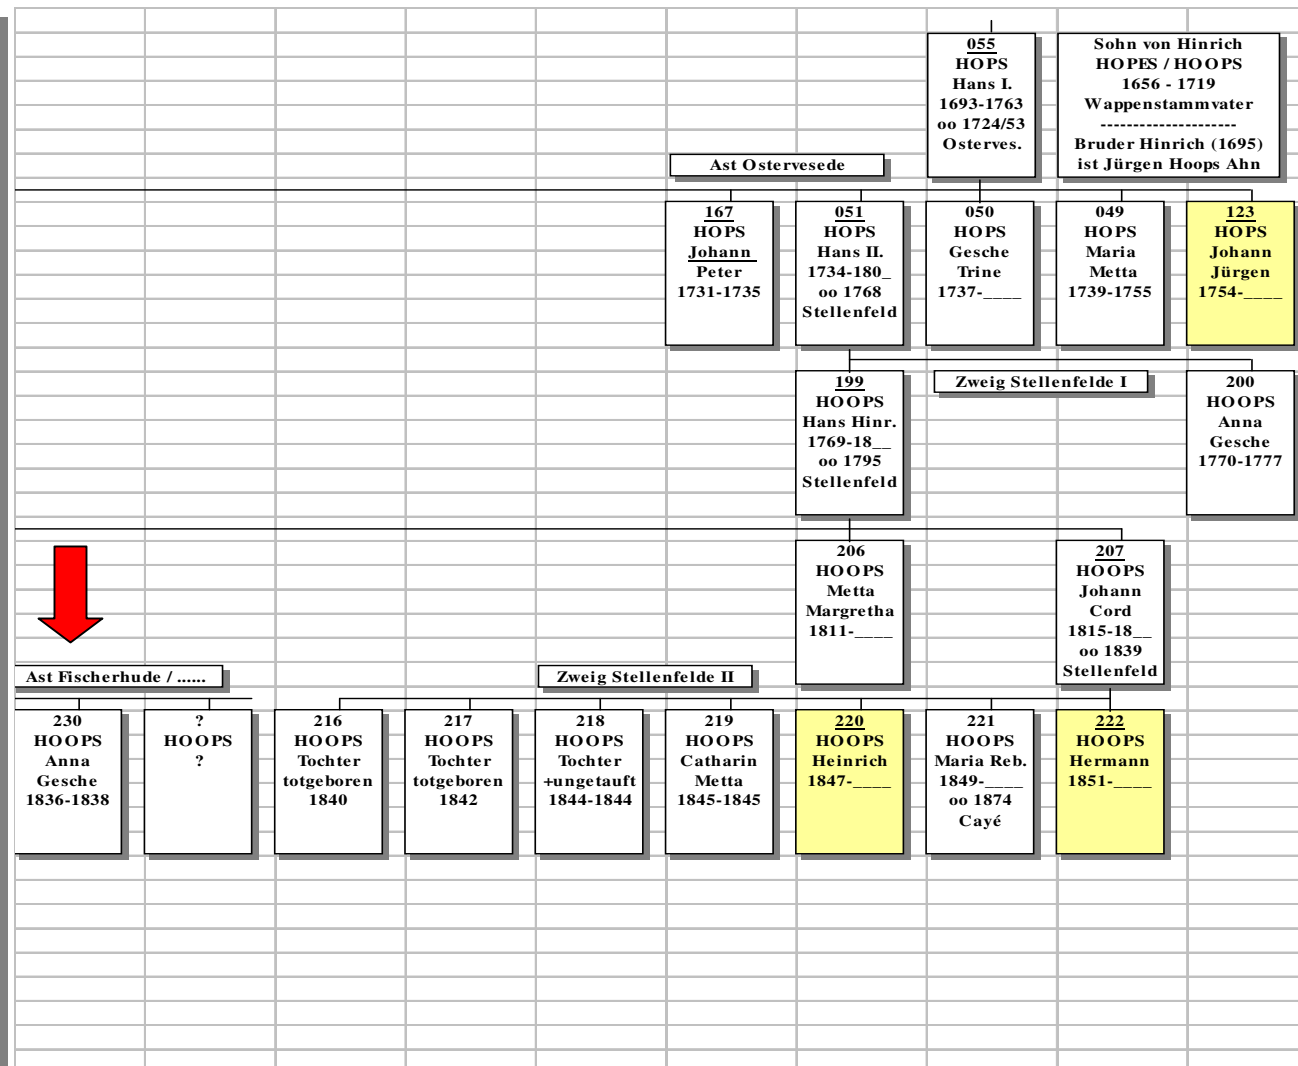 055
HOPS
Hans I.
1693-1763
oo 1724/53
Osterves.
Sohn von Hinrich
HOPES / HOOPS
1656 - 1719
Wappenstammvater
---------------------
Bruder Hinrich (1695)
ist Jürgen Hoops Ahn
Ast Ostervesede
167
HOPS
Johann
Peter
1731-1735
051
HOPS
Hans II.
1734-180_
oo 1768
Stellenfeld
050
HOPS
Gesche
Trine
1737-____
049
HOPS
Maria
Metta
1739-1755
123
HOPS
Johann
Jürgen
1754-____
199
HOOPS
Hans Hinr.
1769-18__
oo 1795
Stellenfeld
Zweig Stellenfelde I
200
HOOPS
Anna
Gesche
1770-1777
206
HOOPS
Metta
Margretha
1811-____
207
HOOPS
Johann
Cord
1815-18__
oo 1839
Stellenfeld
Ast Fischerhude / ......
Zweig Stellenfelde II
230
HOOPS
Anna
Gesche
1836-1838
?
HOOPS
?
216
HOOPS
Tochter
totgeboren
1840
217
HOOPS
Tochter
totgeboren
1842
218
HOOPS
Tochter
+ungetauft
1844-1844
219
HOOPS
Catharin
Metta
1845-1845
220
HOOPS
Heinrich
1847-____
221
HOOPS
Maria Reb.
1849-____
oo 1874
Cayé
222
HOOPS
Hermann
1851-____